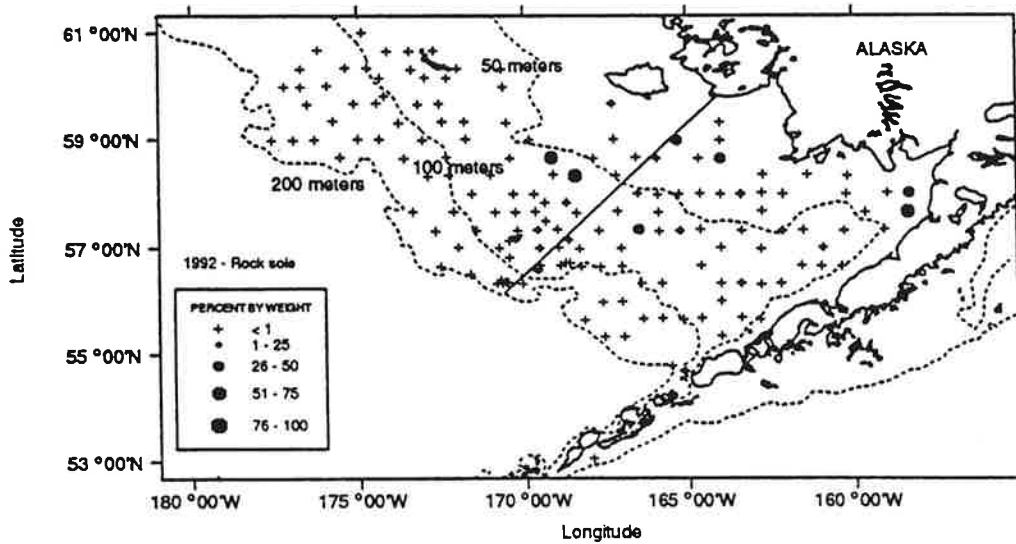 61 °00'N
59 °00'N
57 °00'N
55 °00'N
53 °00'N
Latitude
ALASKA
50 meters
100 meters
200 meters
1992 - Rock sole
PERCENT BY WEIGHT
< 1
1 - 25
26 - 50
51 - 75
76 - 100
180 °00'W
175 °00'W
170 °00'W
165 °00'W
160 °00'W
Longitude